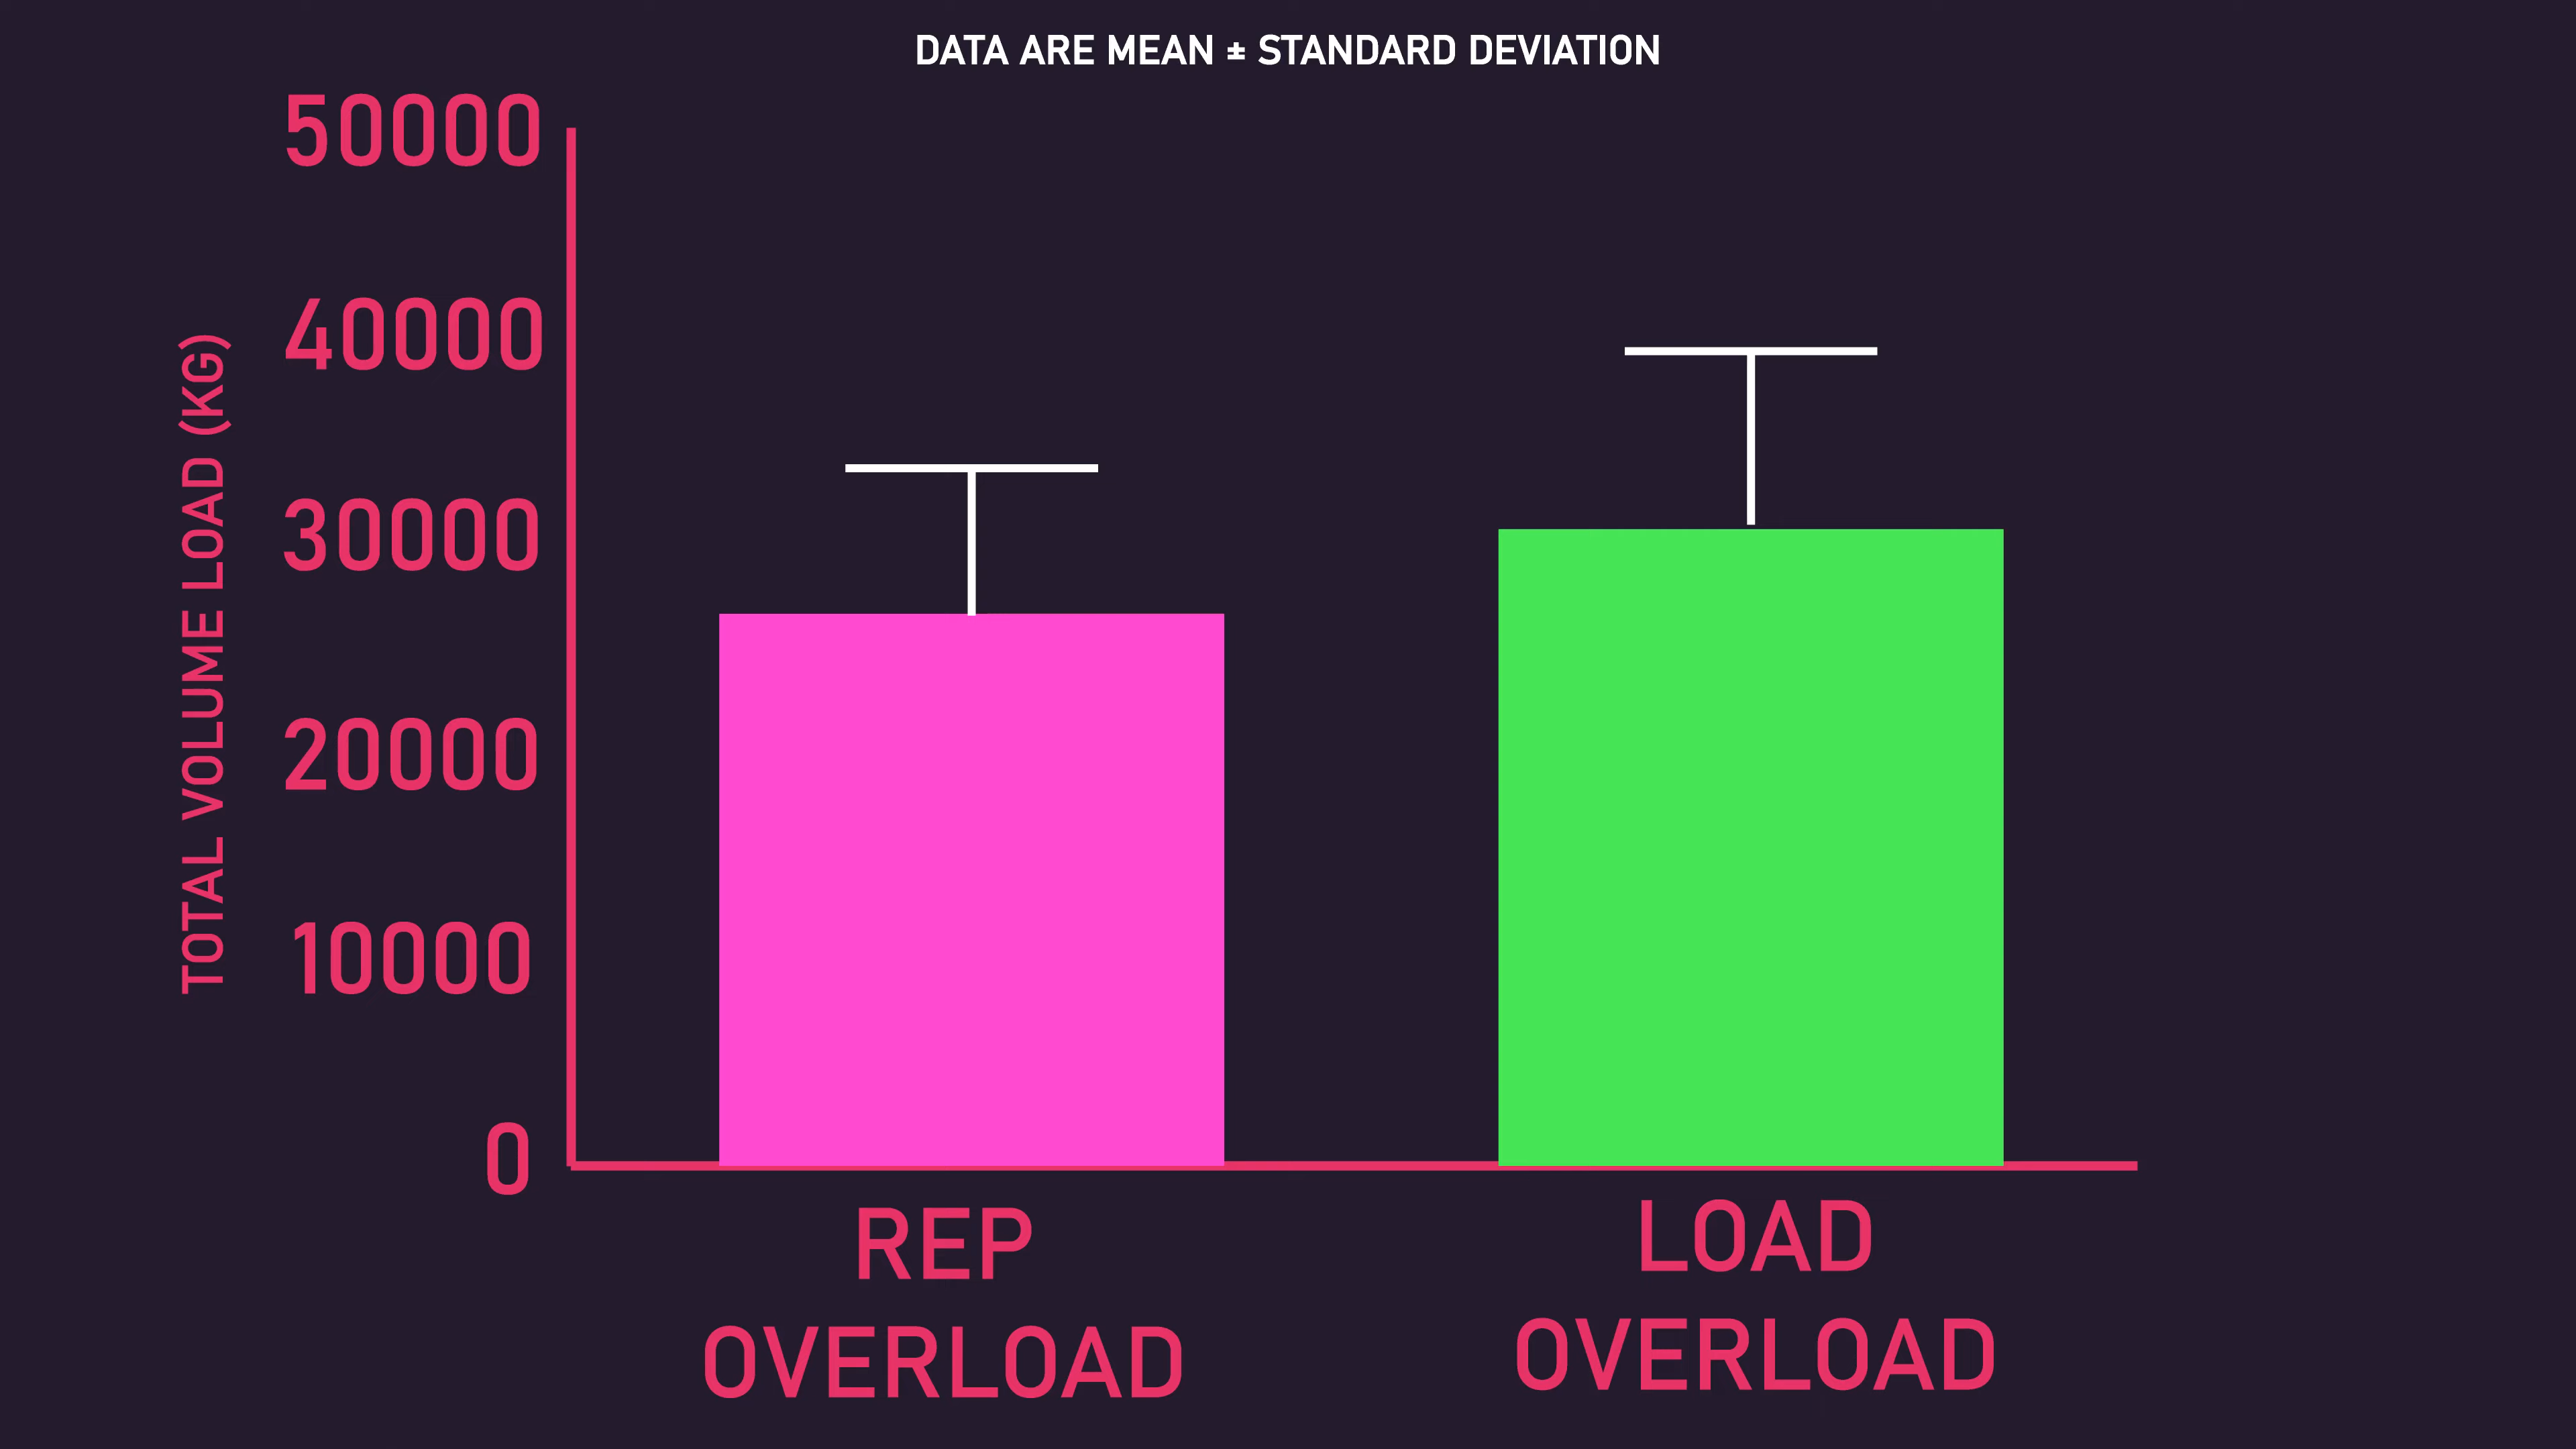 DATA ARE MEAN ± STANDARD DEVIATION
50000
40000
30000
20000
10000
0
TOTAL VOLUME LOAD (KG)
REP
OVERLOAD
LOAD
OVERLOAD